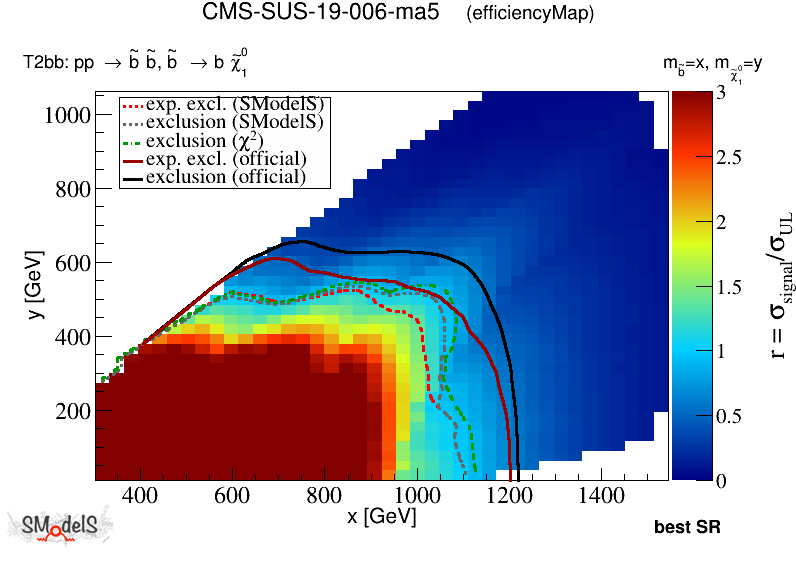 CMS-SUS-19-006-ma5 (efficiencyMap)
T2bb: pp → b̃ b̃, b̃ → b χ̃₁⁰
m_b̃=x, m_χ̃₁⁰=y
exp. excl. (SModelS)
exclusion (SModelS)
exclusion (χ²)
exp. excl. (official)
exclusion (official)
1000
800
600
400
200
y [GeV]
400 600 800 1000 1200 1400
x [GeV]
3
2.5
2
1.5
1
0.5
0
r = σ_signal/σ_UL
SModelS
best SR